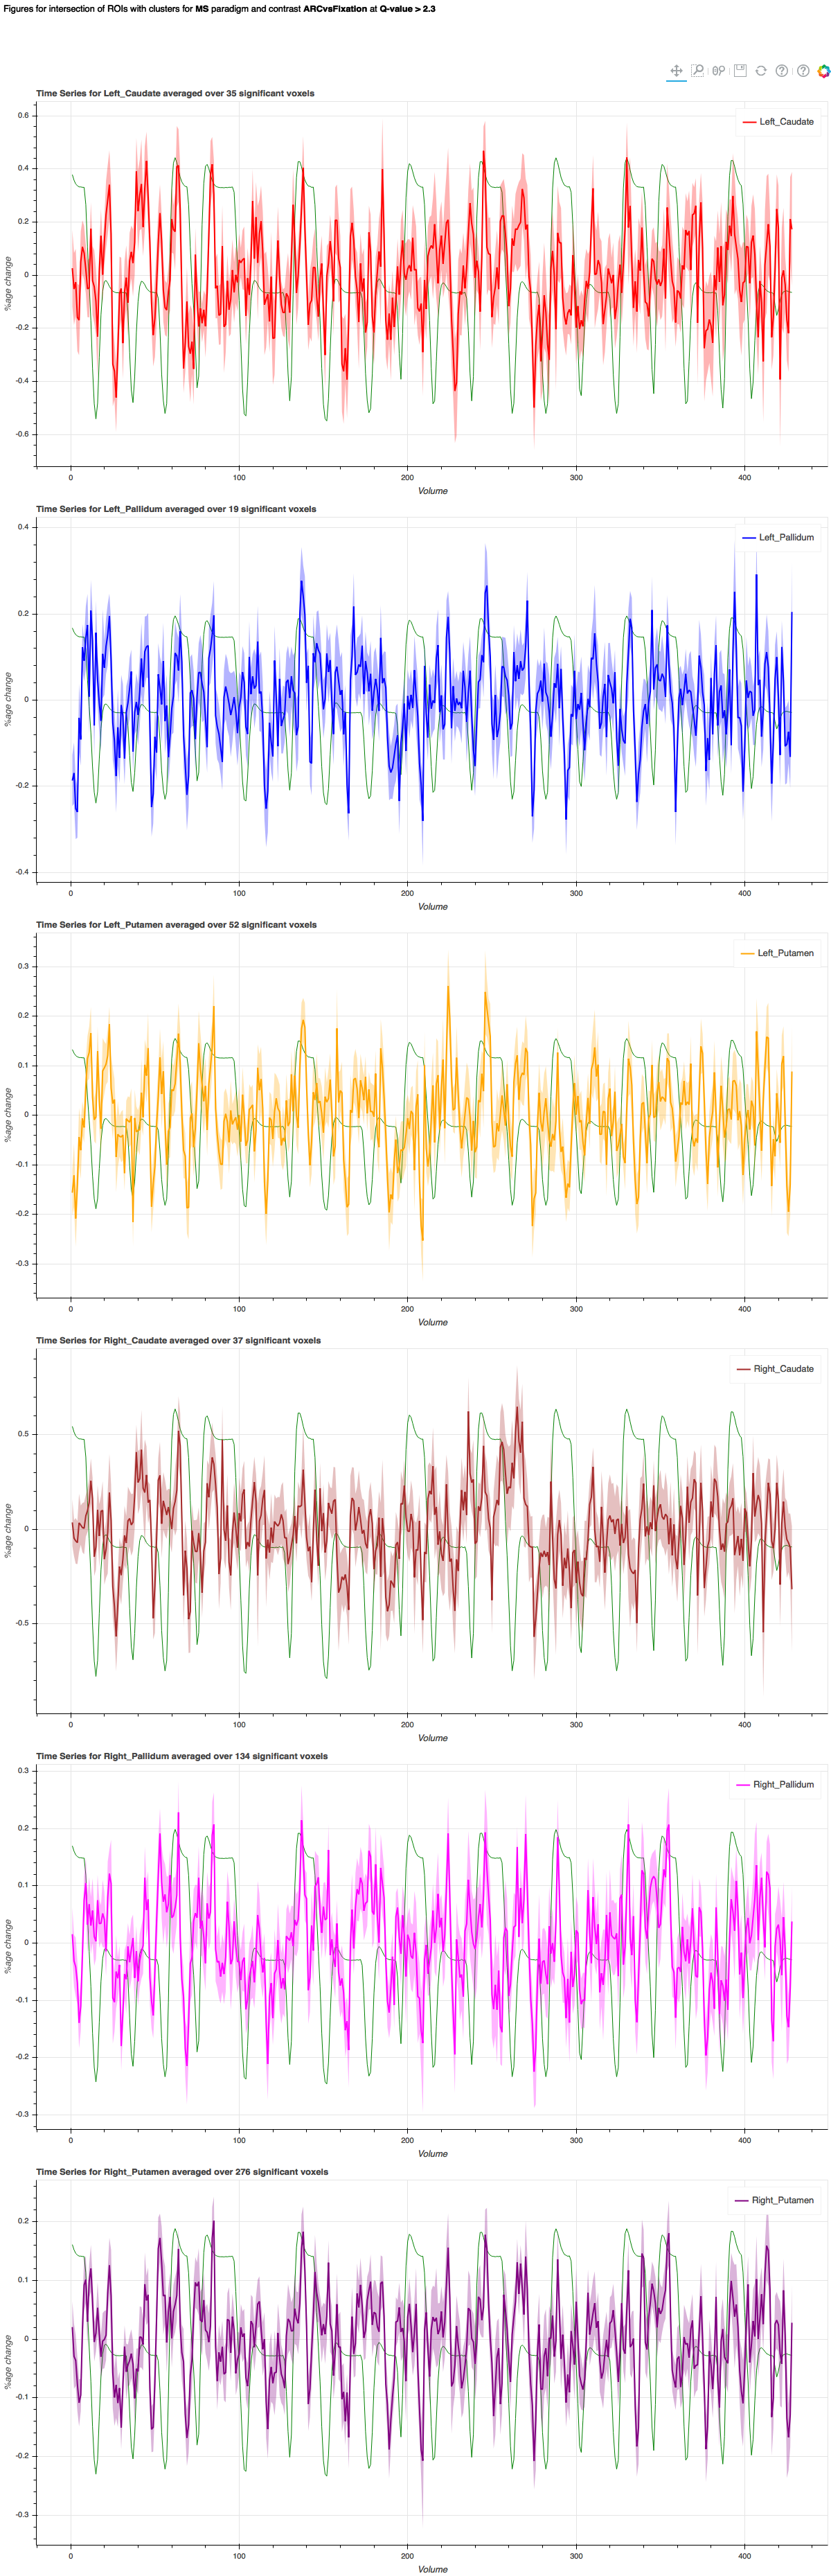 Figures for intersection of ROIs with clusters for MS paradigm and contrast ARCvsFixation at Q-value > 2.3
Time Series for Left_Caudate averaged over 35 significant voxels
Left_Caudate
0.6
0.4
0.2
0
-0.2
-0.4
-0.6
%age change
0 100 200 300 400
Volume
Time Series for Left_Pallidum averaged over 19 significant voxels
Left_Pallidum
0.4
0.2
0
-0.2
-0.4
%age change
0 100 200 300 400
Volume
Time Series for Left_Putamen averaged over 52 significant voxels
Left_Putamen
0.3
0.2
0.1
0
-0.1
-0.2
-0.3
%age change
0 100 200 300 400
Volume
Time Series for Right_Caudate averaged over 37 significant voxels
Right_Caudate
0.5
0
-0.5
%age change
0 100 200 300 400
Volume
Time Series for Right_Pallidum averaged over 134 significant voxels
Right_Pallidum
0.3
0.2
0.1
0
-0.1
-0.2
-0.3
%age change
0 100 200 300 400
Volume
Time Series for Right_Putamen averaged over 276 significant voxels
Right_Putamen
0.2
0.1
0
-0.1
-0.2
-0.3
%age change
0 100 200 300 400
Volume